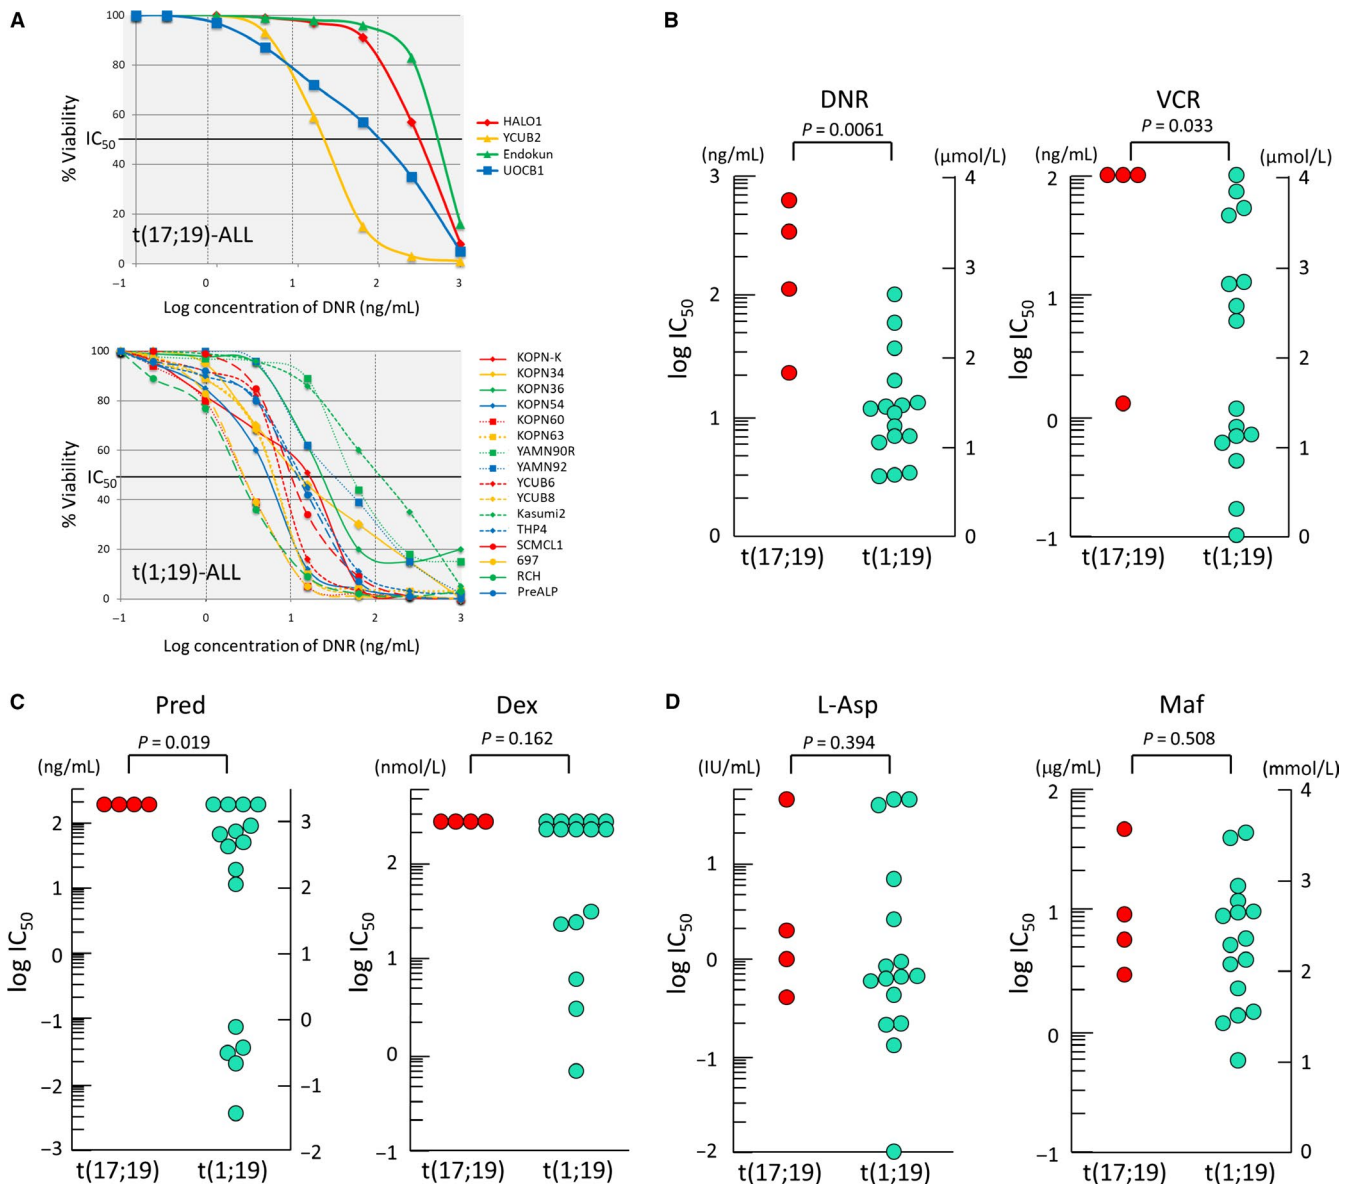 A
100
80
60
IC50
40
20
0
% Viability
t(17;19)-ALL
−1 0 1 2 3
Log concentration of DNR (ng/mL)
HALO1
YCUB2
Endokun
UOCB1
100
80
60
IC50
40
20
0
% Viability
t(1;19)-ALL
−1 0 1 2 3
Log concentration of DNR (ng/mL)
KOPN-K
KOPN34
KOPN36
KOPN54
KOPN60
KOPN63
YAMN90R
YAMN92
YCUB6
YCUB8
Kasumi2
THP4
SCMCL1
697
RCH
PreALP
B
DNR
P = 0.0061
(ng/mL) (µmol/L)
3
2
1
0
log IC50
4
3
2
1
0
t(17;19) t(1;19)
VCR
P = 0.033
(ng/mL) (µmol/L)
2
1
0
−1
log IC50
4
3
2
1
0
t(17;19) t(1;19)
C
Pred
P = 0.019
(ng/mL)
2
1
0
−1
−2
−3
log IC50
3
2
1
0
−1
−2
t(17;19) t(1;19)
Dex
P = 0.162
(nmol/L)
2
1
0
−1
log IC50
t(17;19) t(1;19)
D
L-Asp
P = 0.394
(IU/mL)
1
0
−1
−2
log IC50
t(17;19) t(1;19)
Maf
P = 0.508
(µg/mL) (mmol/L)
2
1
0
−1
log IC50
4
3
2
1
0
t(17;19) t(1;19)